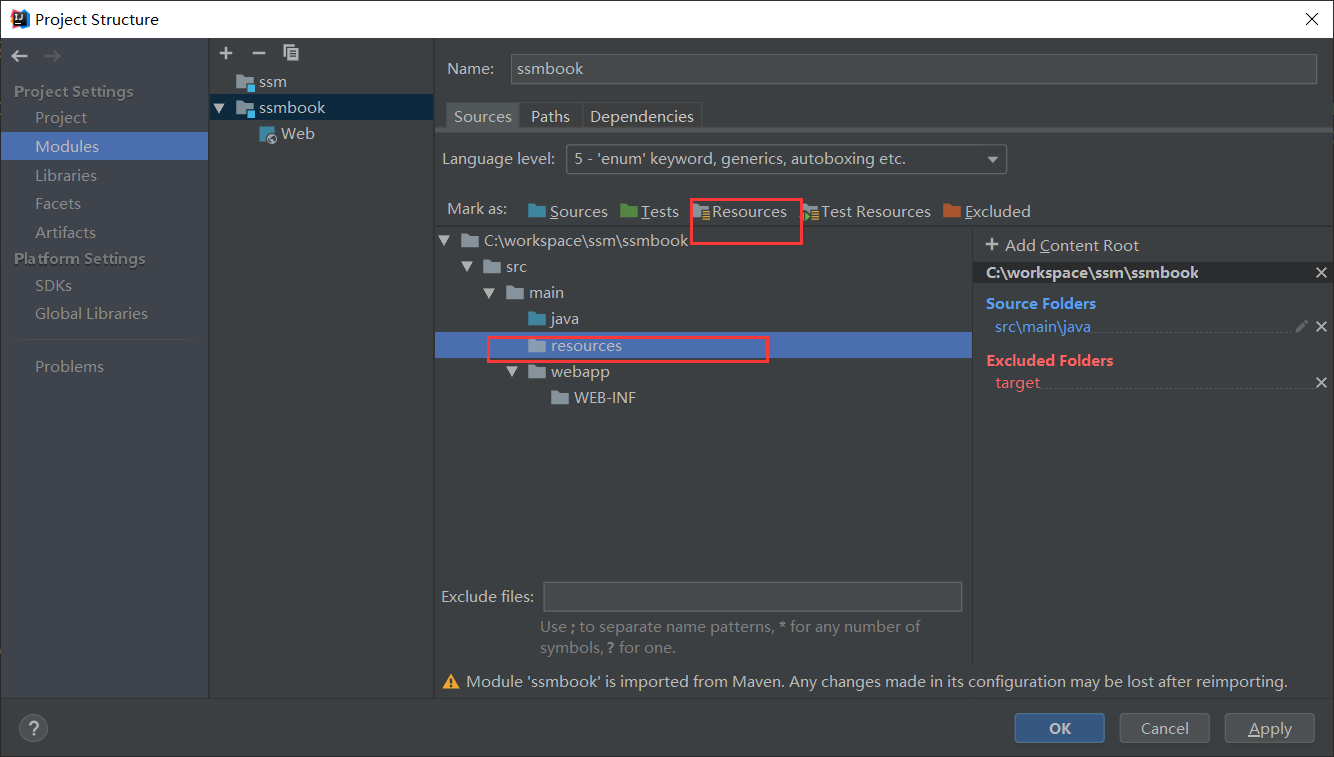 Project Structure
Project Settings
Project
Modules
Libraries
Facets
Artifacts
Platform Settings
SDKs
Global Libraries
Problems
ssm
ssmbook
Web
Name: ssmbook
Sources Paths Dependencies
Language level: 5 - 'enum' keyword, generics, autoboxing etc.
Mark as: Sources Tests Resources Test Resources Excluded
C:\workspace\ssm\ssmbook
src
main
java
resources
webapp
WEB-INF
+ Add Content Root
C:\workspace\ssm\ssmbook
Source Folders
src\main\java
Excluded Folders
target
Exclude files:
Use ; to separate name patterns, * for any number of
symbols, ? for one.
Module 'ssmbook' is imported from Maven. Any changes made in its configuration may be lost after reimporting.
? OK Cancel Apply